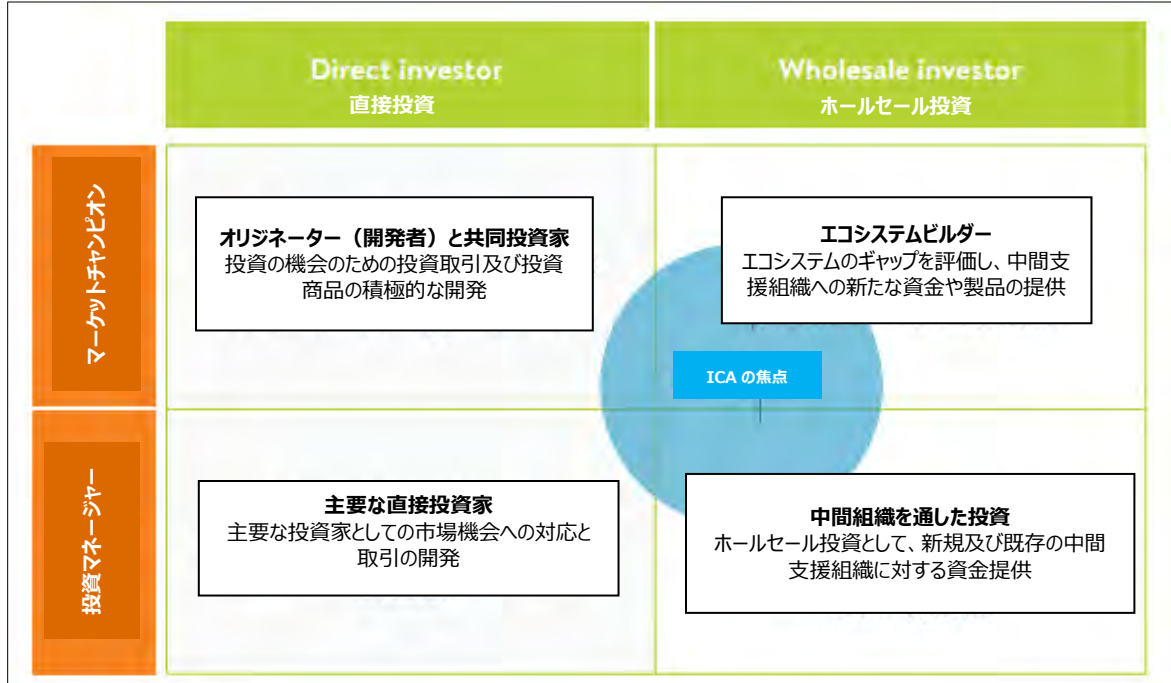 Direct investor
直接投資
Wholesale investor
ホールセール投資
マーケットチャンピオン
オリジネーター（開発者）と共同投資家
投資の機会のための投資取引及び投資
商品の積極的な開発
エコシステムビルダー
エコシステムのギャップを評価し、中間支
援組織への新たな資金や製品の提供
ICA の焦点
投資マネージャー
主要な直接投資家
主要な投資家としての市場機会への対応と
取引の開発
中間組織を通した投資
ホールセール投資として、新規及び既存の中間
支援組織に対する資金提供